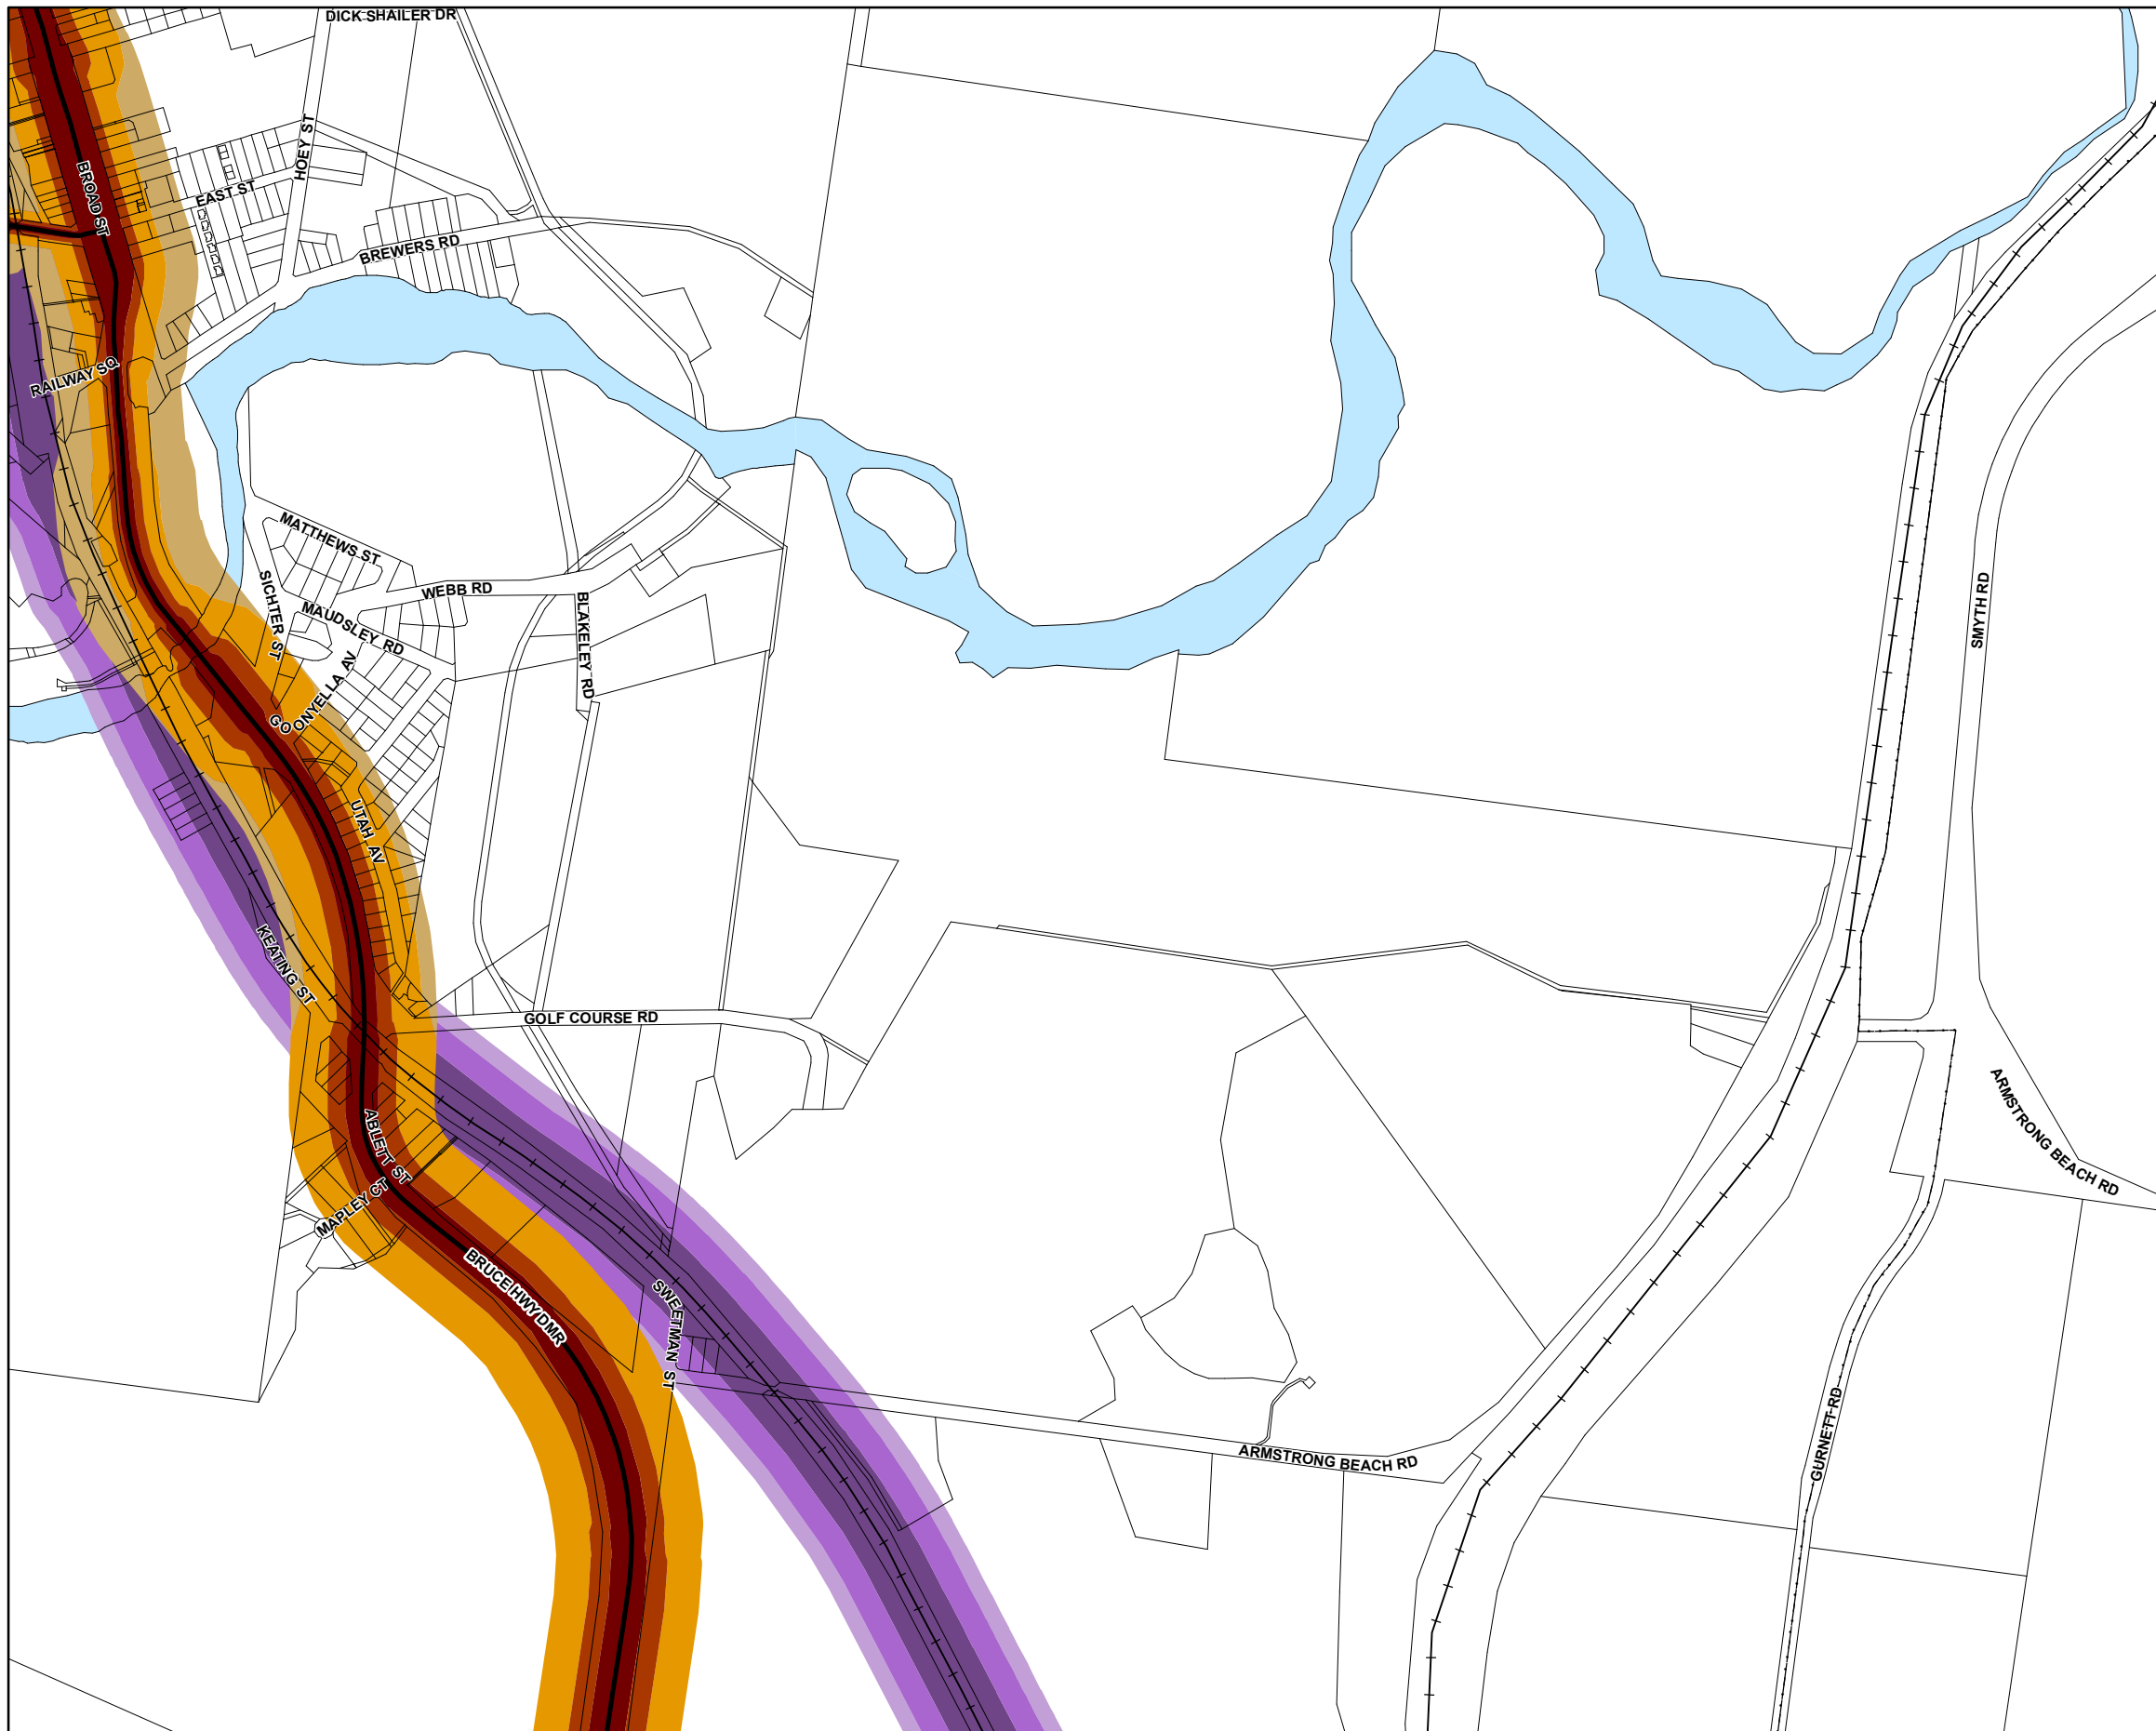 DICK SHAILER DR
HOEY ST
BROAD ST
EAST ST
BREWERS RD
RAILWAY SQ
MATTHEWS ST
SICHTER ST
WEBB RD
MAUDSLEY RD
BLAKELEY RD
SMYTH RD
GOONYELLA AV
UTAH AV
KEATING ST
GOLF COURSE RD
ARMSTRONG BEACH RD
ABLETT ST
MAPLEY CT
BRUCE HWY DMR
SWEETMAN ST
GURNETT RD
ARMSTRONG BEACH RD